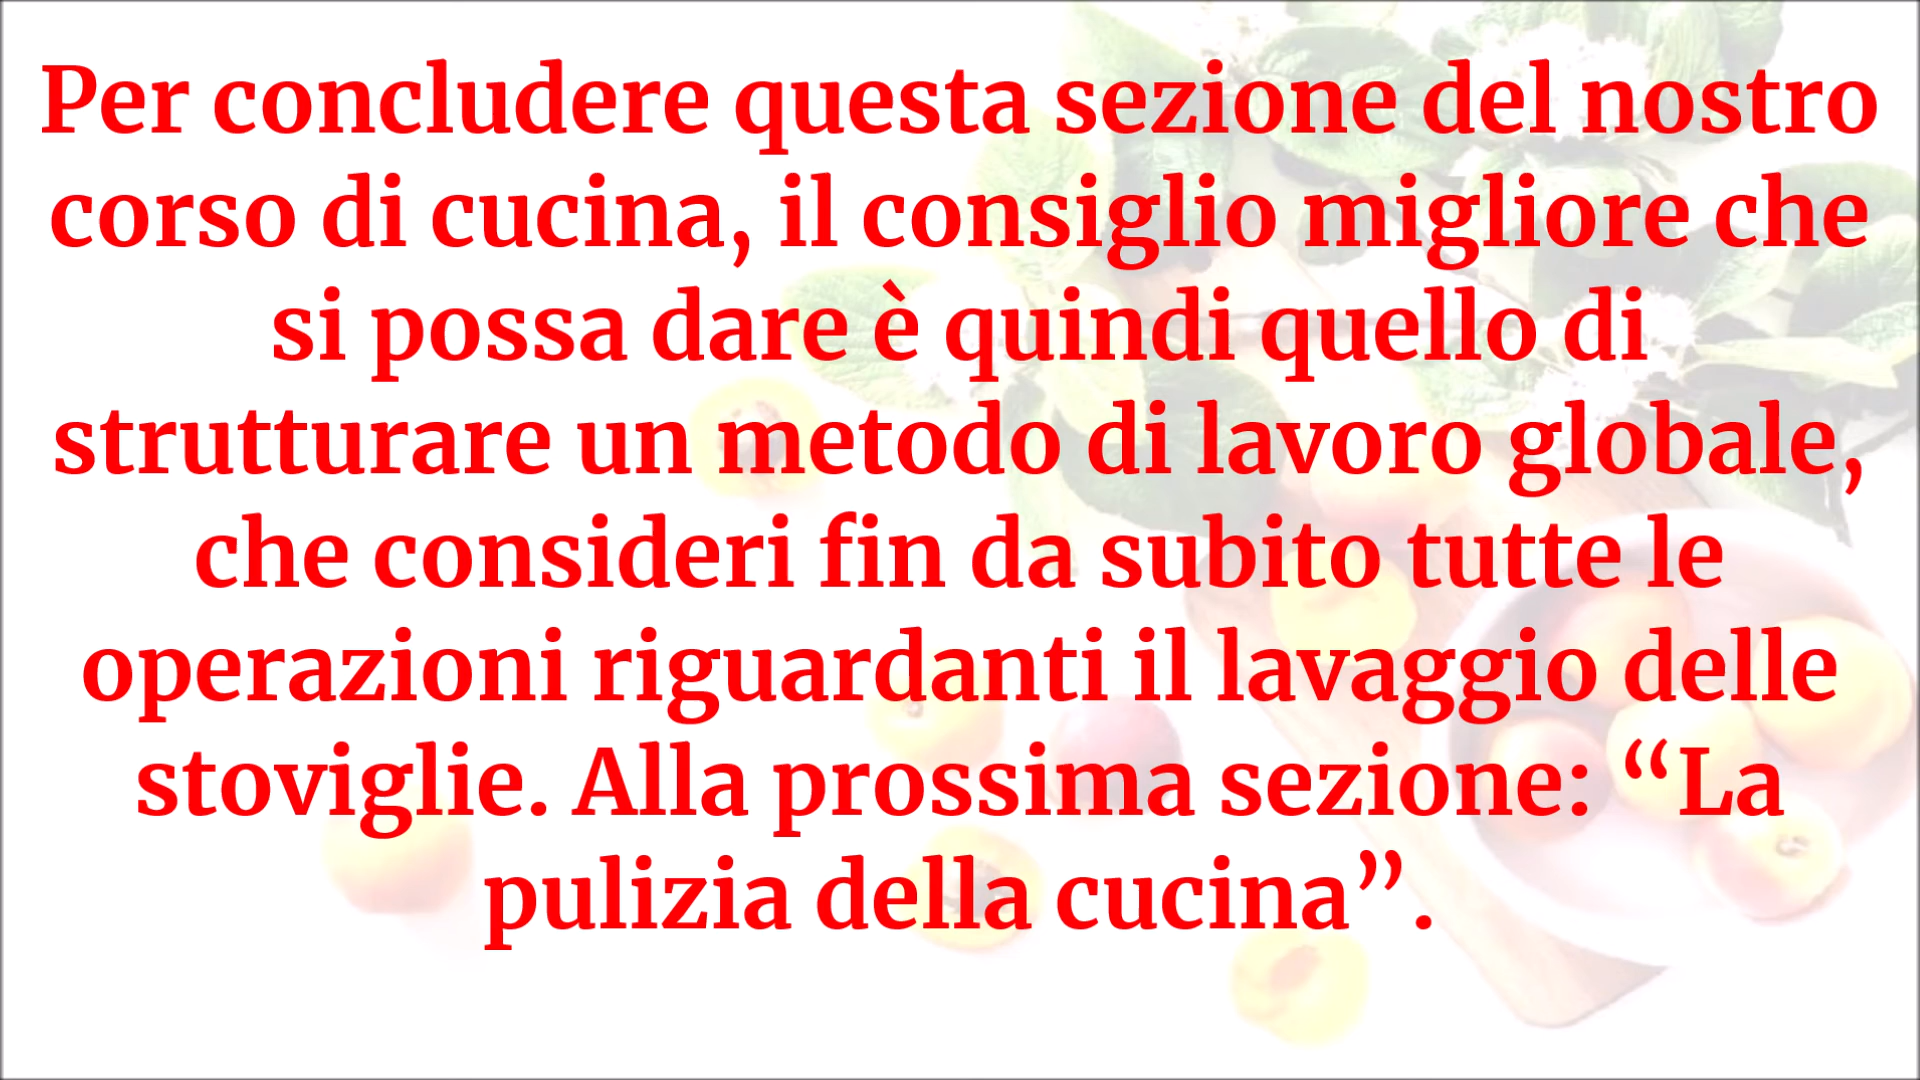 Per concludere questa sezione del nostro
corso di cucina, il consiglio migliore che
si possa dare è quindi quello di
strutturare un metodo di lavoro globale,
che consideri fin da subito tutte le
operazioni riguardanti il lavaggio delle
stoviglie. Alla prossima sezione: “La
pulizia della cucina”.